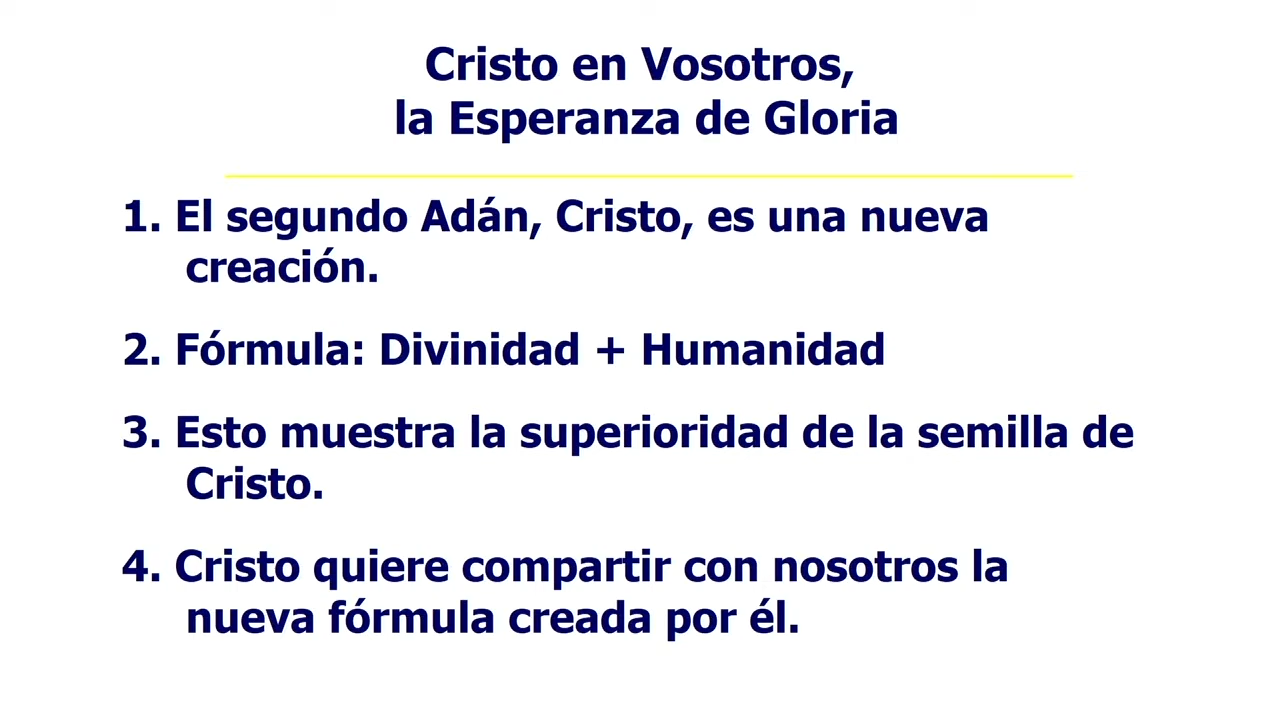 Cristo en Vosotros,
la Esperanza de Gloria
1. El segundo Adán, Cristo, es una nueva
creación.
2. Fórmula: Divinidad + Humanidad
3. Esto muestra la superioridad de la semilla de
Cristo.
4. Cristo quiere compartir con nosotros la
nueva fórmula creada por él.